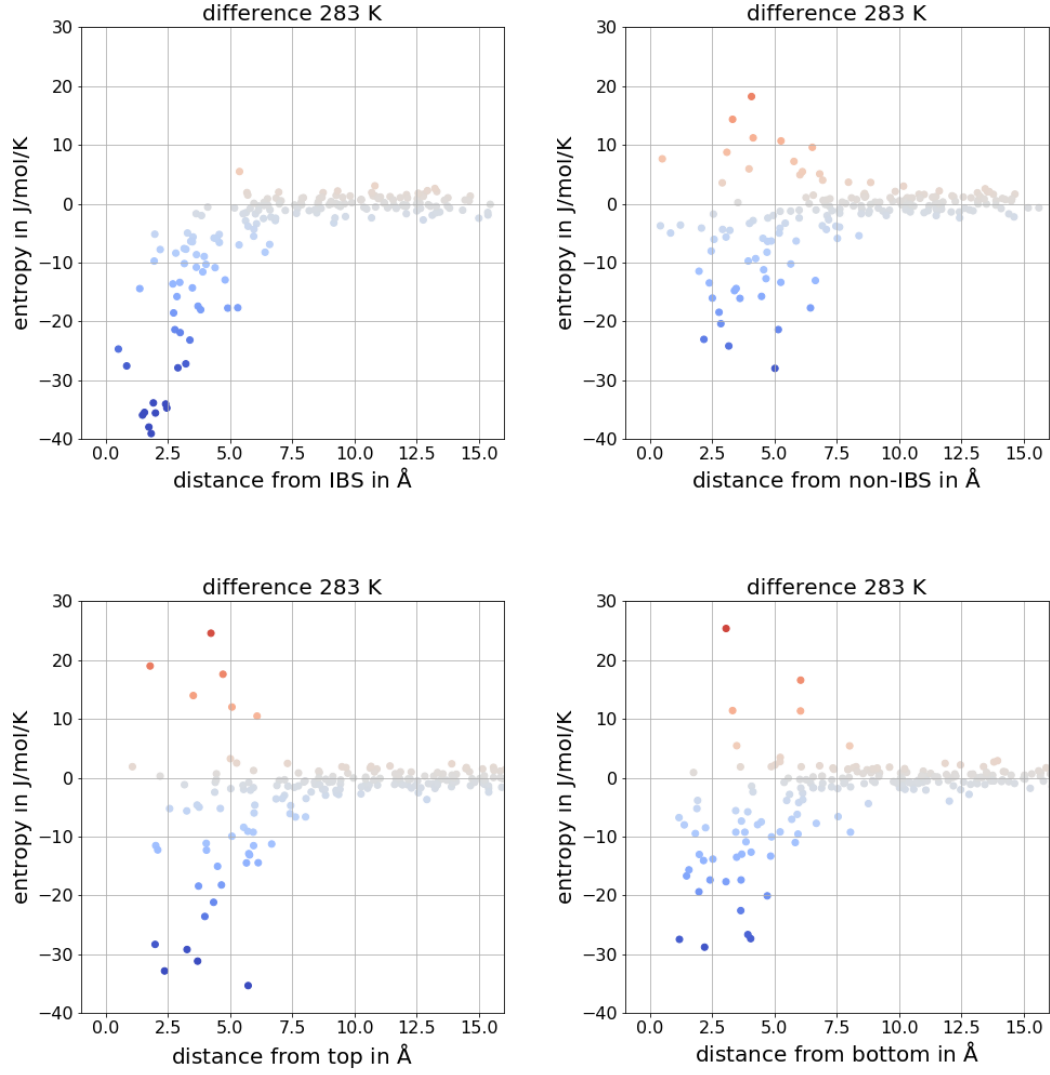 difference 283 K
30
20
10
0
−10
−20
−30
−40
entropy in J/mol/K
0.0 2.5 5.0 7.5 10.0 12.5 15.0
distance from IBS in Å
difference 283 K
30
20
10
0
−10
−20
−30
−40
entropy in J/mol/K
0.0 2.5 5.0 7.5 10.0 12.5 15.0
distance from non-IBS in Å
difference 283 K
30
20
10
0
−10
−20
−30
−40
entropy in J/mol/K
0.0 2.5 5.0 7.5 10.0 12.5 15.0
distance from top in Å
difference 283 K
30
20
10
0
−10
−20
−30
−40
entropy in J/mol/K
0.0 2.5 5.0 7.5 10.0 12.5 15.0
distance from bottom in Å